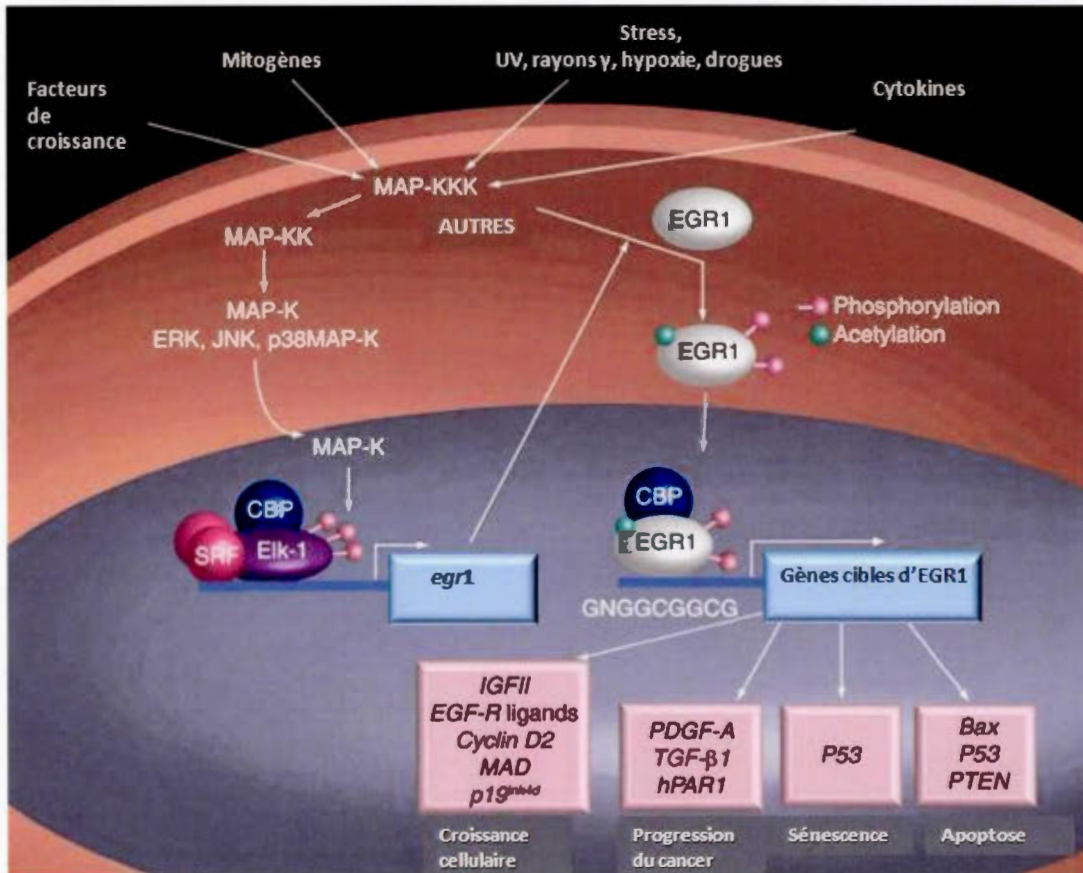 Stress,
UV, rayons γ, hypoxie, drogues
Mitogènes
Cytokines
Facteurs
de
croissance
MAP-KKK
AUTRES
EGR1
MAP-KK
MAP-K
ERK, JNK, p38MAP-K
Phosphorylation
Acetylation
EGR1
MAP-K
CBP
SRF
Elk-1
egr1
CBP
EGR1
GNGGCGGCG
Gènes cibles d'EGR1
IGFII
EGF-R ligands
Cyclin D2
MAD
PDGF-A
TGF-β1
hPAR1
P53
Bax
P53
PTEN
Croissance
cellulaire
Progression
du cancer
Sénescence
Apoptose